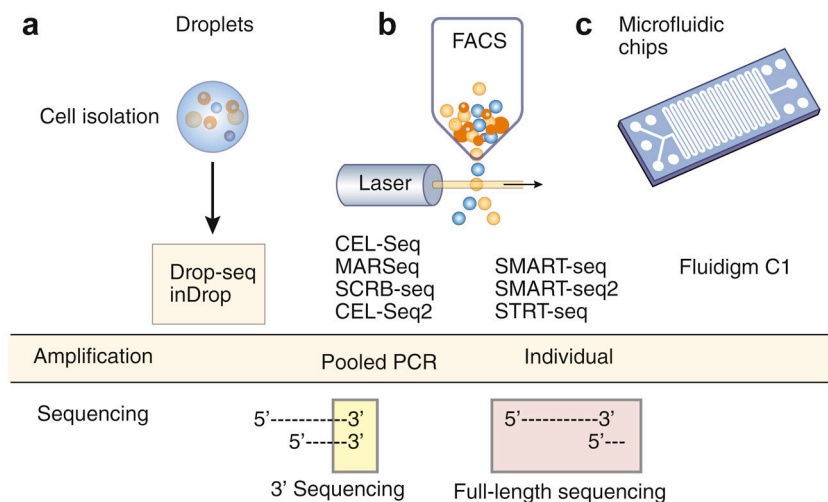 a
Droplets
b
FACS
c
Microfluidic
chips
Cell isolation
Laser
Drop-seq
inDrop
CEL-Seq
MARSeq
SCRB-seq
CEL-Seq2
SMART-seq
SMART-seq2
STRT-seq
Fluidigm C1
Amplification
Pooled PCR
Individual
Sequencing
5'-----------3'
5'-----3'
3' Sequencing
5'-----------3'
5'---
Full-length sequencing